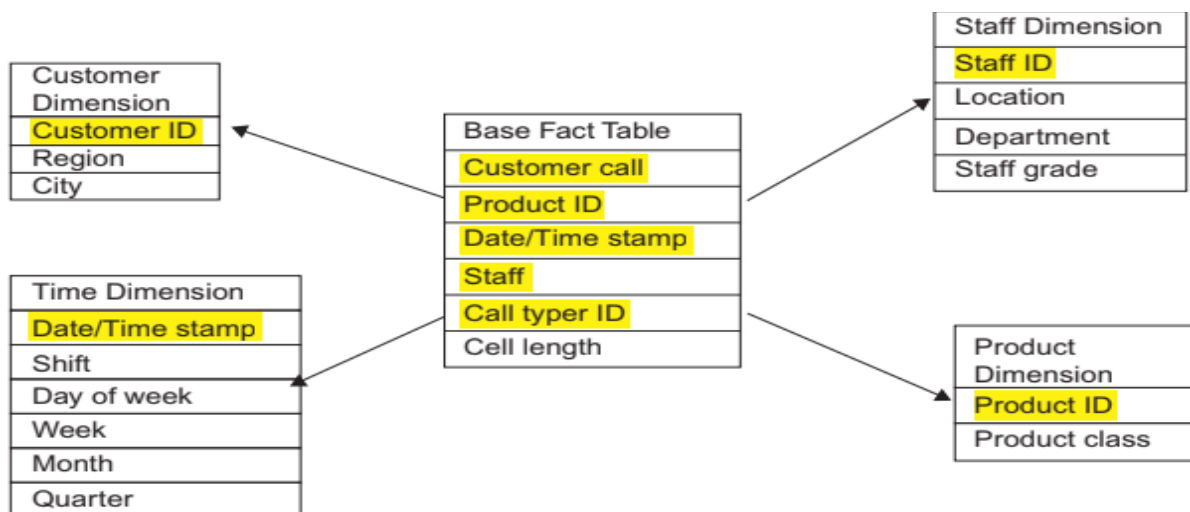 Customer
Dimension
Customer ID
Region
City
Time Dimension
Date/Time stamp
Shift
Day of week
Week
Month
Quarter
Base Fact Table
Customer call
Product ID
Date/Time stamp
Staff
Call typer ID
Cell length
Staff Dimension
Staff ID
Location
Department
Staff grade
Product
Dimension
Product ID
Product class